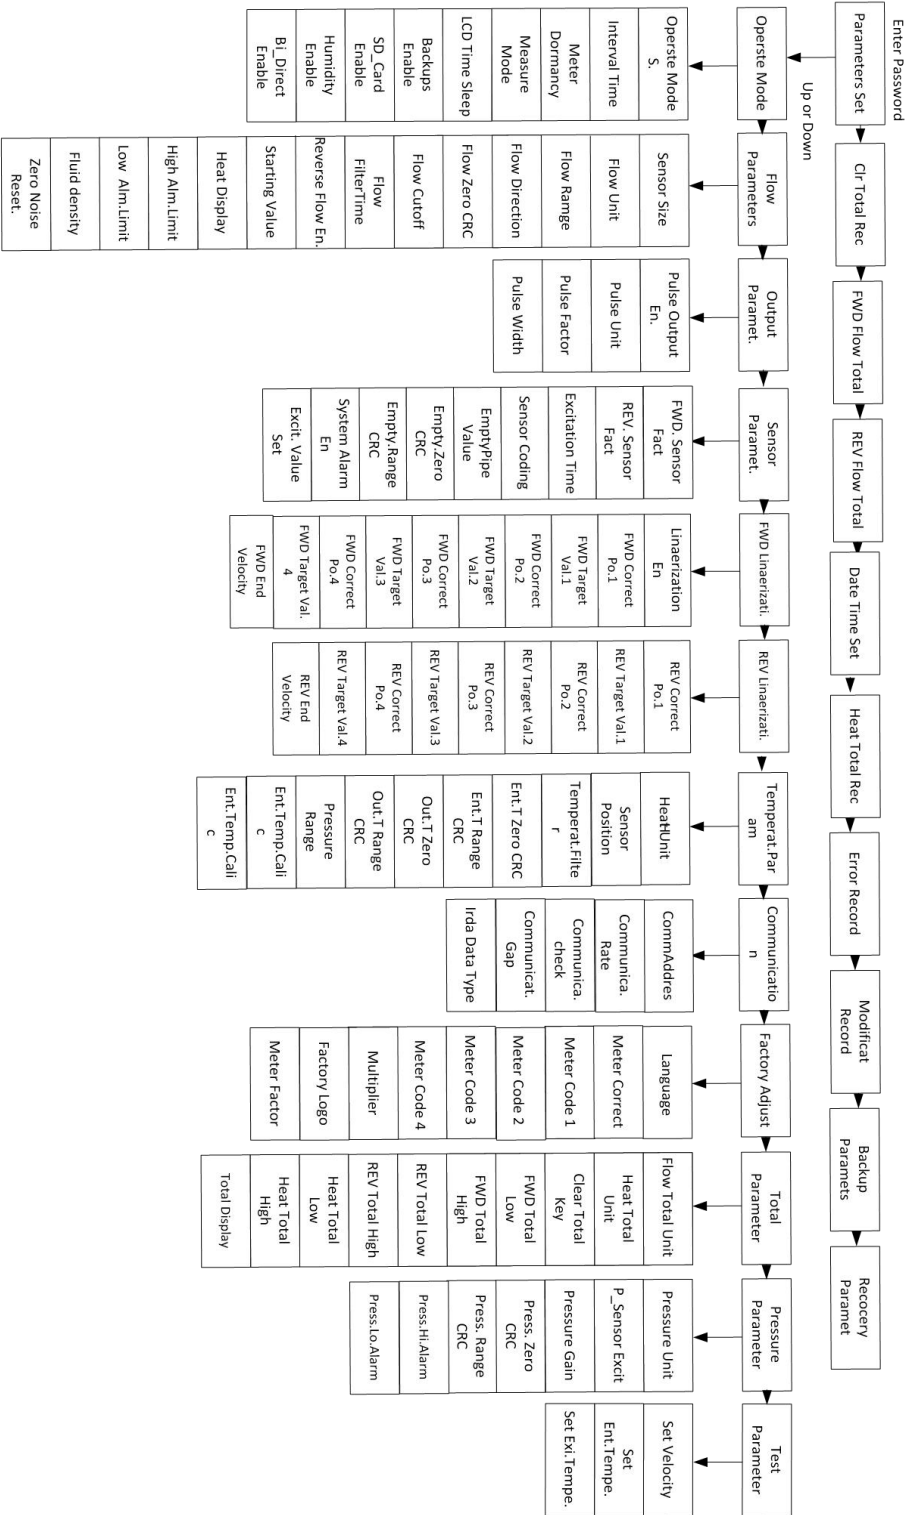 Enter Password
Parameters Set
Clr Total Rec
FWD Flow Total
REV Flow Total
Date Time Set
Heat Total Rec
Error Record
Modificat
Record
Backup
Paramets
Recocery
Paramet
Up or Down
Operste Mode
Flow
Parameters
Output
Paramet.
Sensor
Paramet.
FWD Linaerizati.
REV Linaerizati.
Temperat.Par
am
Communicatio
n
Factory Adjust
Total
Parameter
Pressure
Parameter
Test
Parameter
Operste Mode
S.
Interval Time
Meter
Dormancy
Measure
Mode
LCD Time Sleep
Backups
Enable
SD_Card
Enable
Humidity
Enable
Bi_Direct
Enable
Sensor Size
Flow Unit
Flow Ramge
Flow Direction
Flow Zero CRC
Flow Cutoff
Flow
FilterTime
Reverse Flow En.
Starting Value
Heat Display
High Alm.Limit
Low Alm.Limit
Fluid density
Zero Noise
Reset.
Pulse Output
En.
Pulse Unit
Pulse Factor
Pulse Width
FWD. Sensor
Fact
REV. Sensor
Fact
Excitation Time
Sensor Coding
EmptyPipe
Value
Empty.Zero
CRC
Empty.Range
CRC
System Alarm
En
Excit. Value
Set
Linaerization
En
FWD Correct
Po.1
FWD Target
Val.1
FWD Correct
Po.2
FWD Target
Val.2
FWD Correct
Po.3
FWD Target
Val.3
FWD Correct
Po.4
FWD Target Val.
4
FWD End
Velocity
REV Correct
Po.1
REV Target Val.1
REV Correct
Po.2
REV Target Val.2
REV Correct
Po.3
REV Target Val.3
REV Correct
Po.4
REV Target Val.4
REV End
Velocity
HeatHUnit
Sensor
Position
Temperat.Filte
r
Ent.T Zero CRC
Ent.T Range
CRC
Out.T Zero
CRC
Out.T Range
CRC
Pressure
Range
Ent.Temp.Cali
c
Ent.Temp.Cali
c
CommAddres
Communica.
Rate
Communica.
check
Communicat.
Gap
Irda Data Type
Language
Meter Correct
Meter Code 1
Meter Code 2
Meter Code 3
Meter Code 4
Multiplier
Factory Logo
Meter Factor
Flow Total Unit
Heat Total
Unit
Clear Total
Key
FWD Total
Low
FWD Total
High
REV Total Low
REV Total High
Heat Total
Low
Heat Total
High
Total Display
Pressure Unit
P_Sensor Excit
Pressure Gain
Press. Zero
CRC
Press. Range
CRC
Press.Hi.Alarm
Press.Lo.Alarm
Set Velocity
Set
Ent.Tempe.
Set Exi.Tempe.